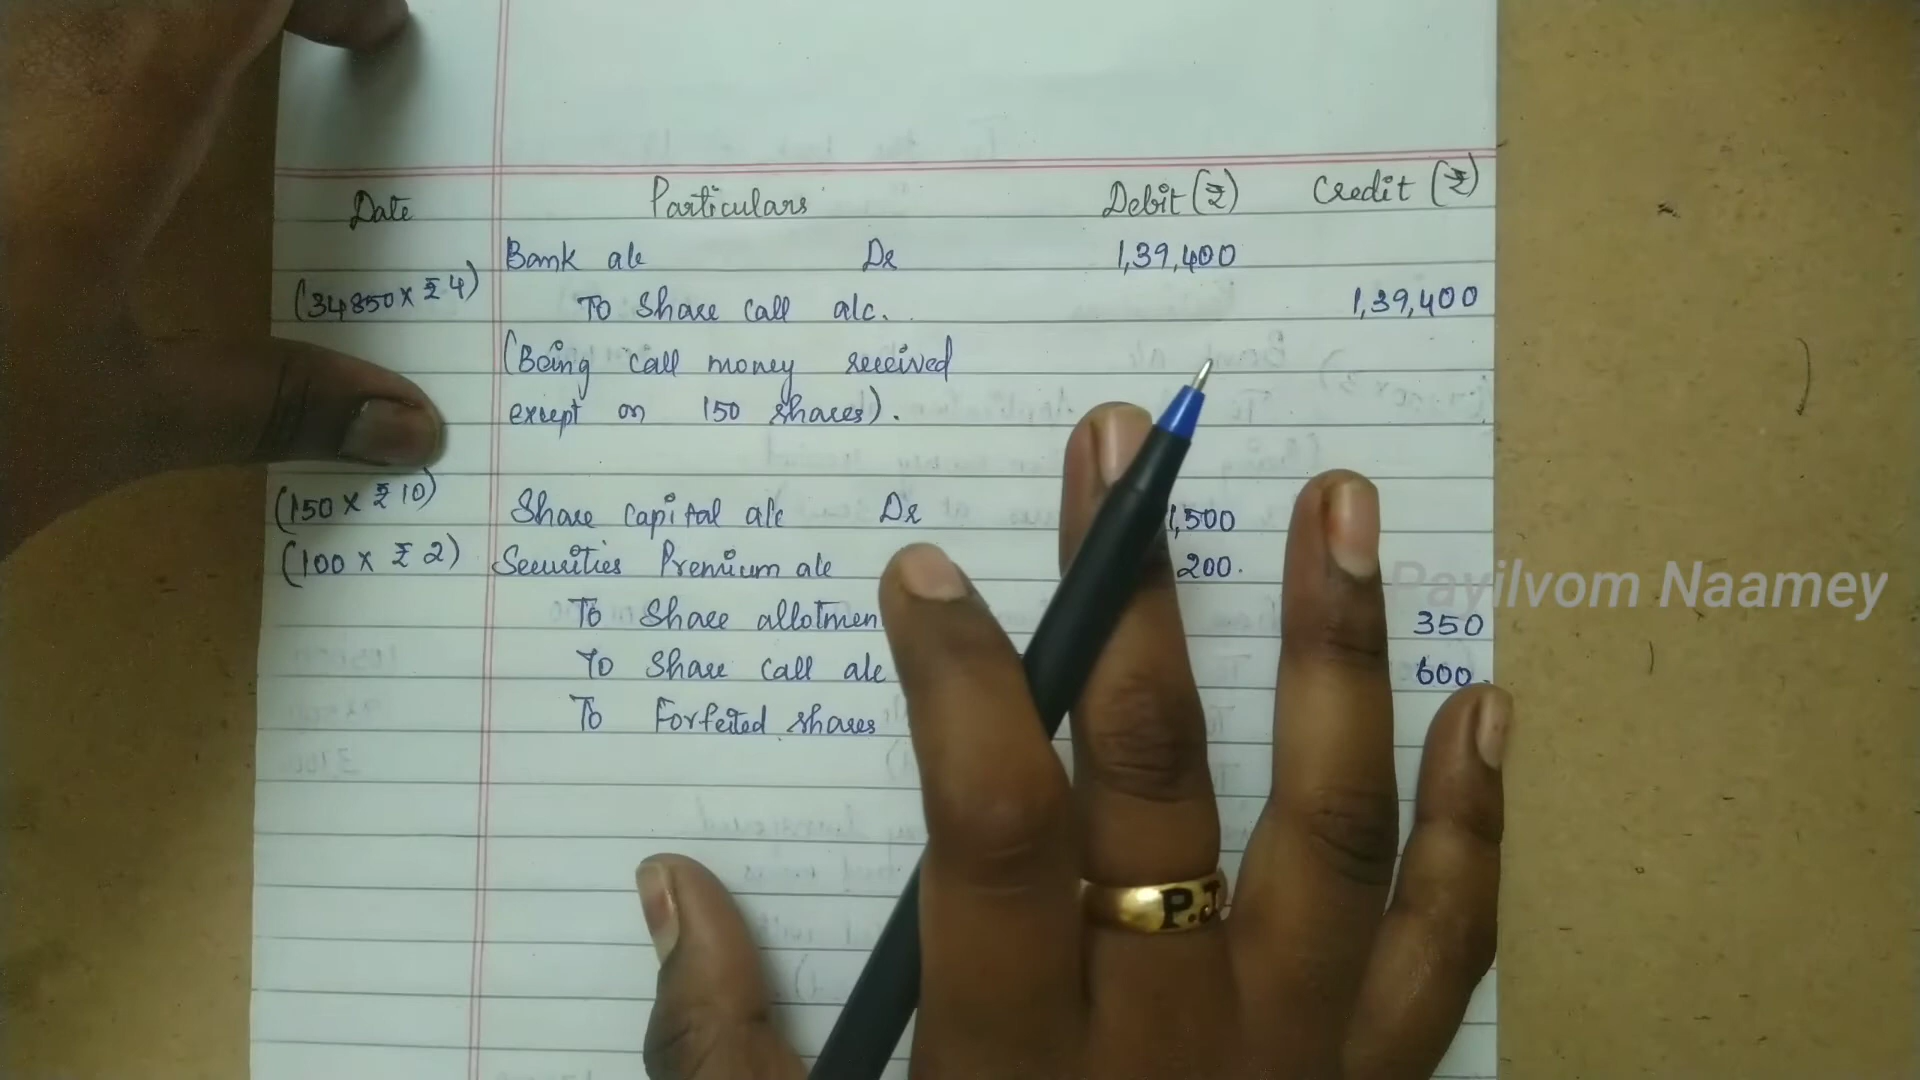 Date Particulars Debit (₹) Credit (₹)
Bank a/c Dr 1,39,400
(34850 x ₹ 4) To Share call a/c. 1,39,400
(Being call money received
except on 150 shares).
(150 x ₹ 10) Share capital a/c Dr 1,500
(100 x ₹ 2) Securities Premium a/c 200.
To Share allotmen 350
To Share call a/c 600.
To Forfeited shares
Payilvom Naamey
P.J